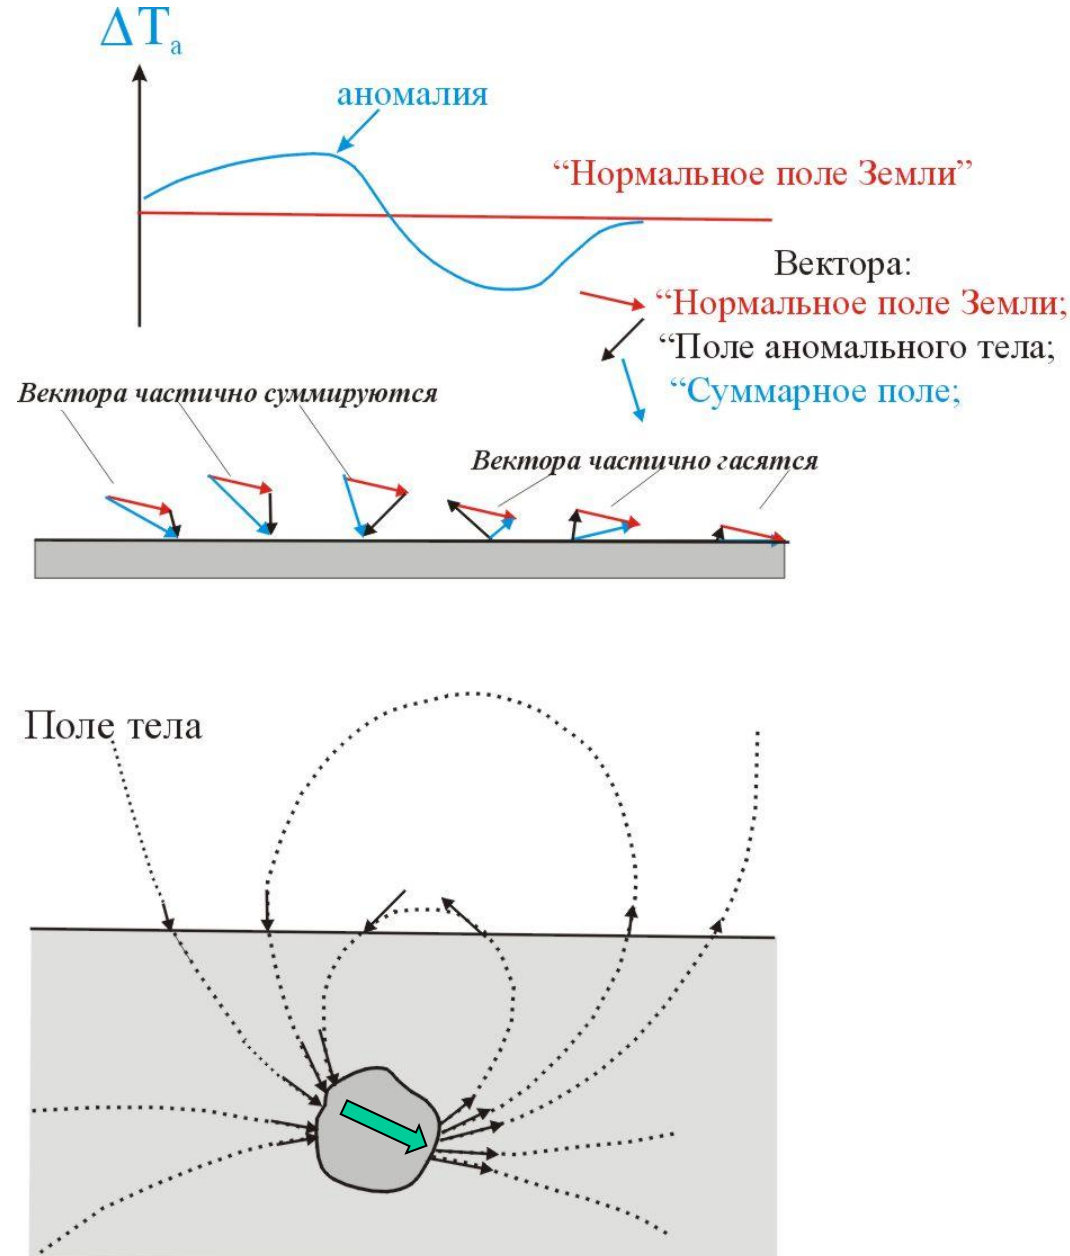 ΔTa
аномалия
“Нормальное поле Земли”
Вектора:
“Нормальное поле Земли;
“Поле аномального тела;
“Суммарное поле;
Вектора частично суммируются
Вектора частично гасятся
Поле тела